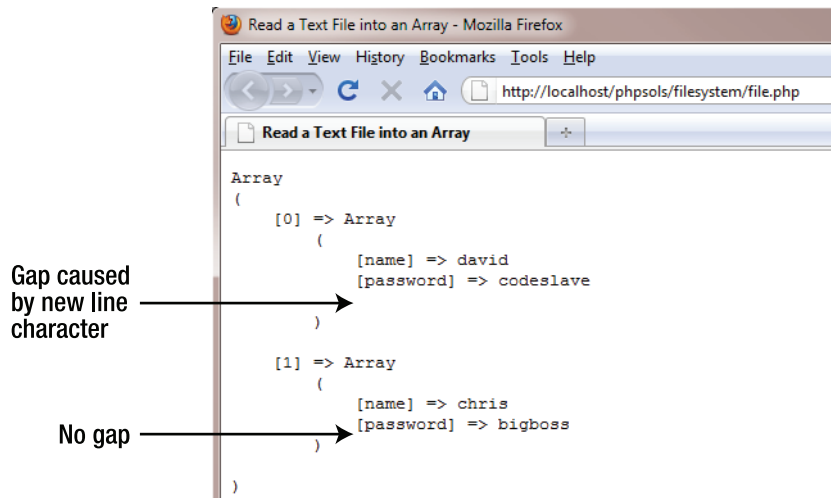 Read a Text File into an Array - Mozilla Firefox
File Edit View History Bookmarks Tools Help
http://localhost/phpsols/filesystem/file.php
Read a Text File into an Array
Array
(
[0] => Array
(
[name] => david
[password] => codeslave
Gap caused
by new line
character
)
[1] => Array
(
[name] => chris
[password] => bigboss
No gap
)
)